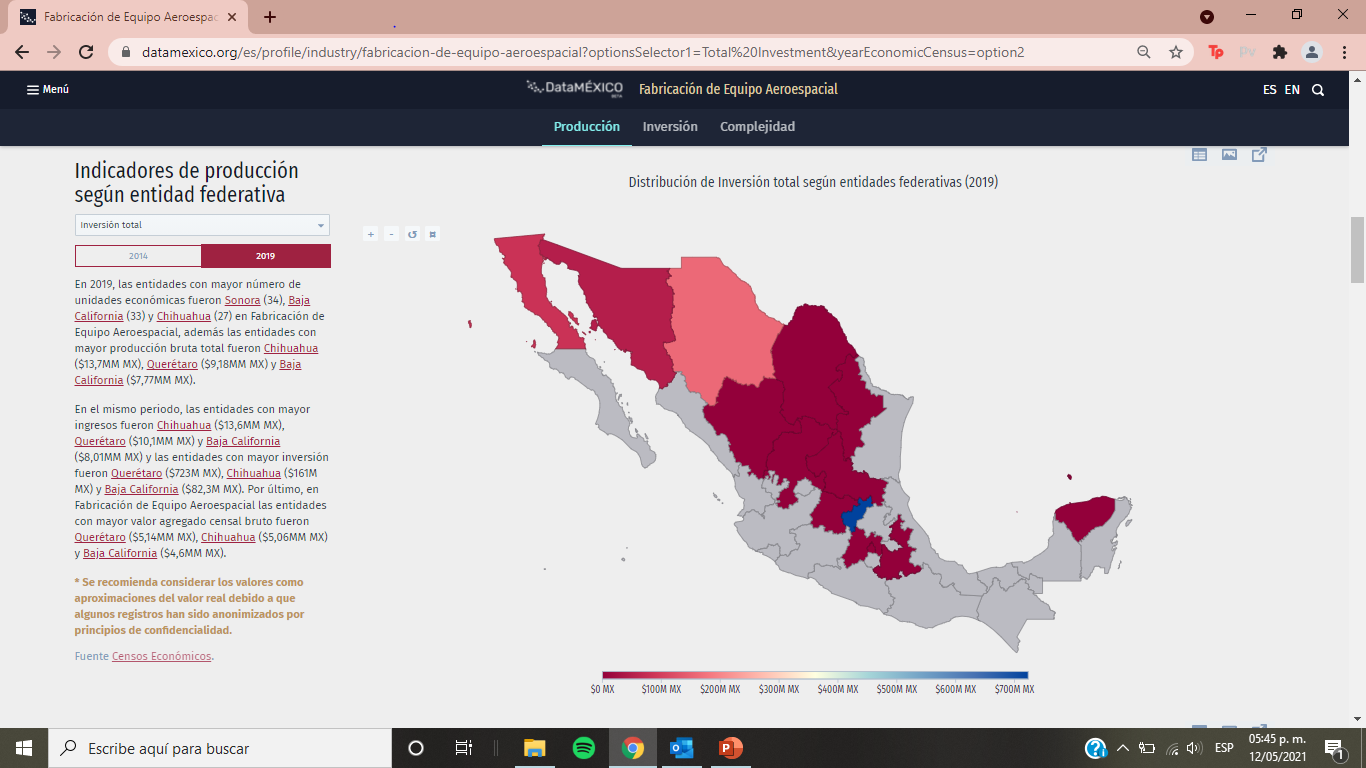 Fabricación de Equipo Aeroespac
datamexico.org/es/profile/industry/fabricacion-de-equipo-aeroespacial?optionsSelector1=Total%20Investment&yearEconomicCensus=option2
Menú
DataMÉXICO
BETA
Fabricación de Equipo Aeroespacial
ES EN
Producción Inversión Complejidad
Indicadores de producción
según entidad federativa
Inversión total
2014 2019
En 2019, las entidades con mayor número de
unidades económicas fueron Sonora (34), Baja
California (33) y Chihuahua (27) en Fabricación de
Equipo Aeroespacial, además las entidades con
mayor producción bruta total fueron Chihuahua
($13,7MM MX), Querétaro ($9,18MM MX) y Baja
California ($7,77MM MX).
En el mismo periodo, las entidades con mayor
ingresos fueron Chihuahua ($13,6MM MX),
Querétaro ($10,1MM MX) y Baja California
($8,01MM MX) y las entidades con mayor inversión
fueron Querétaro ($723M MX), Chihuahua ($161M
MX) y Baja California ($82,3M MX). Por último, en
Fabricación de Equipo Aeroespacial las entidades
con mayor valor agregado censal bruto fueron
Querétaro ($5,14MM MX), Chihuahua ($5,06MM MX)
y Baja California ($4,6MM MX).
* Se recomienda considerar los valores como
aproximaciones del valor real debido a que
algunos registros han sido anonimizados por
principios de confidencialidad.
Fuente Censos Económicos.
Distribución de Inversión total según entidades federativas (2019)
$0 MX $100M MX $200M MX $300M MX $400M MX $500M MX $600M MX $700M MX
Escribe aquí para buscar
ESP
05:45 p. m.
12/05/2021
1